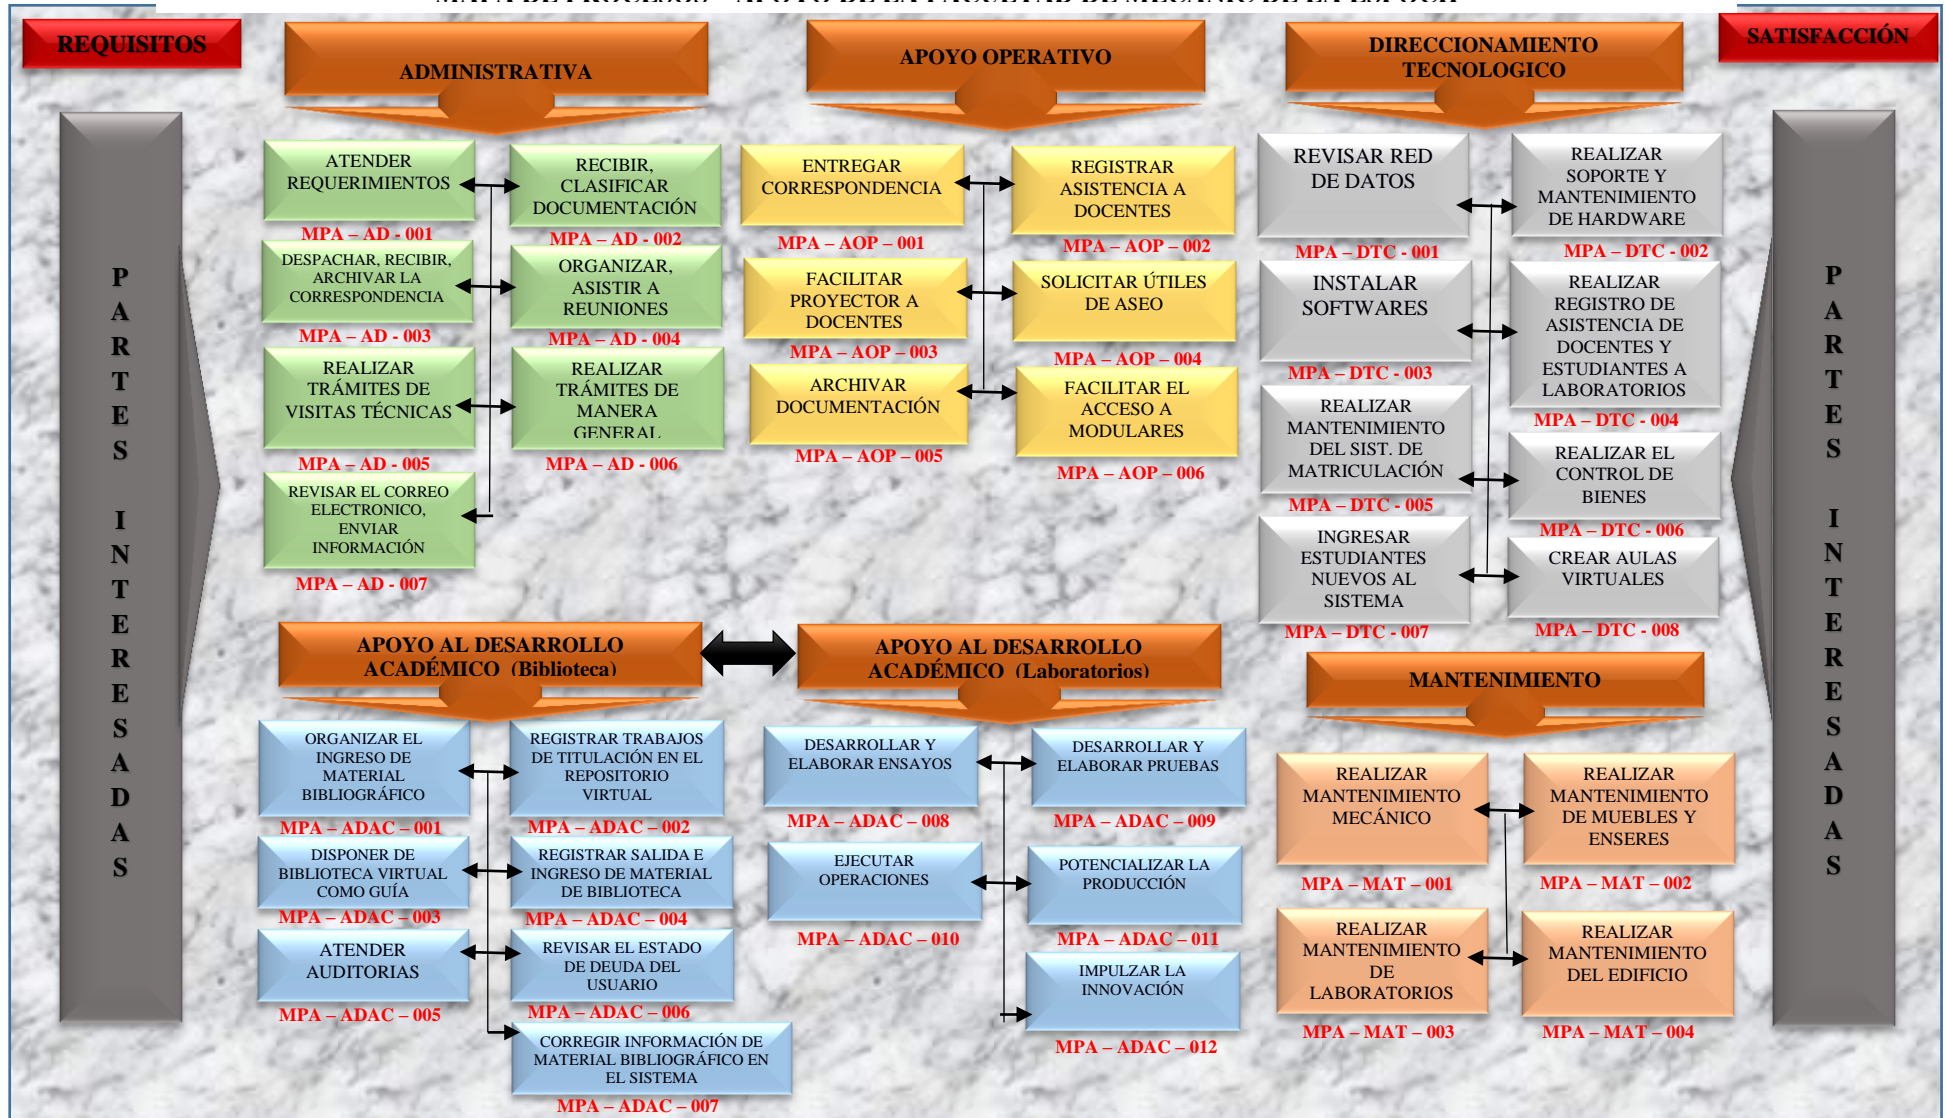 REQUISITOS
SATISFACCIÓN
PARTES INTERESADAS
ADMINISTRATIVA
ATENDER
REQUERIMIENTOS
MPA – AD - 001
RECIBIR,
CLASIFICAR
DOCUMENTACIÓN
MPA – AD - 002
DESPACHAR, RECIBIR,
ARCHIVAR LA
CORRESPONDENCIA
MPA – AD - 003
ORGANIZAR,
ASISTIR A
REUNIONES
MPA – AD - 004
REALIZAR
TRÁMITES DE
VISITAS TÉCNICAS
MPA – AD - 005
REALIZAR
TRÁMITES DE
MANERA
GENERAL
MPA – AD - 006
REVISAR EL CORREO
ELECTRONICO,
ENVIAR
INFORMACIÓN
MPA – AD - 007
APOYO OPERATIVO
ENTREGAR
CORRESPONDENCIA
MPA – AOP – 001
REGISTRAR
ASISTENCIA A
DOCENTES
MPA – AOP – 002
FACILITAR
PROYECTOR A
DOCENTES
MPA – AOP – 003
SOLICITAR ÚTILES
DE ASEO
MPA – AOP – 004
ARCHIVAR
DOCUMENTACIÓN
MPA – AOP – 005
FACILITAR EL
ACCESO A
MODULARES
MPA – AOP – 006
DIRECCIONAMIENTO
TECNOLOGICO
REVISAR RED
DE DATOS
MPA – DTC - 001
REALIZAR
SOPORTE Y
MANTENIMIENTO
DE HARDWARE
MPA – DTC - 002
INSTALAR
SOFTWARES
MPA – DTC - 003
REALIZAR
REGISTRO DE
ASISTENCIA DE
DOCENTES Y
ESTUDIANTES A
LABORATORIOS
MPA – DTC - 004
REALIZAR
MANTENIMIENTO
DEL SIST. DE
MATRICULACIÓN
MPA – DTC - 005
REALIZAR EL
CONTROL DE
BIENES
MPA – DTC - 006
INGRESAR
ESTUDIANTES
NUEVOS AL
SISTEMA
MPA – DTC - 007
CREAR AULAS
VIRTUALES
MPA – DTC - 008
APOYO AL DESARROLLO
ACADÉMICO (Biblioteca)
ORGANIZAR EL
INGRESO DE
MATERIAL
BIBLIOGRÁFICO
MPA – ADAC – 001
REGISTRAR TRABAJOS
DE TITULACIÓN EN EL
REPOSITORIO
VIRTUAL
MPA – ADAC – 002
DISPONER DE
BIBLIOTECA VIRTUAL
COMO GUÍA
MPA – ADAC – 003
REGISTRAR SALIDA E
INGRESO DE MATERIAL
DE BIBLIOTECA
MPA – ADAC – 004
ATENDER
AUDITORIAS
MPA – ADAC – 005
REVISAR EL ESTADO
DE DEUDA DEL
USUARIO
MPA – ADAC – 006
CORREGIR INFORMACIÓN DE
MATERIAL BIBLIOGRÁFICO EN
EL SISTEMA
MPA – ADAC – 007
APOYO AL DESARROLLO
ACADÉMICO (Laboratorios)
DESARROLLAR Y
ELABORAR ENSAYOS
MPA – ADAC – 008
DESARROLLAR Y
ELABORAR PRUEBAS
MPA – ADAC – 009
EJECUTAR
OPERACIONES
MPA – ADAC – 010
POTENCIALIZAR LA
PRODUCCIÓN
MPA – ADAC – 011
IMPULZAR LA
INNOVACIÓN
MPA – ADAC – 012
MANTENIMIENTO
REALIZAR
MANTENIMIENTO
MECÁNICO
MPA – MAT – 001
REALIZAR
MANTENIMIENTO
DE MUEBLES Y
ENSERES
MPA – MAT – 002
REALIZAR
MANTENIMIENTO
DE
LABORATORIOS
MPA – MAT – 003
REALIZAR
MANTENIMIENTO
DEL EDIFICIO
MPA – MAT – 004
PARTES INTERESADAS